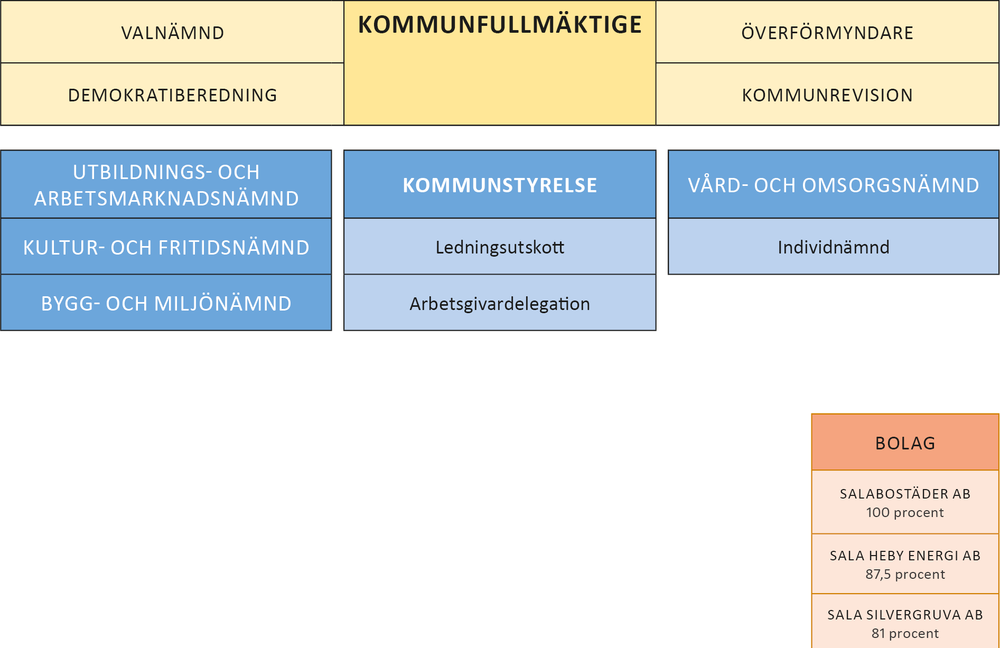 VALNÄMND
DEMOKRATIBEREDNING
KOMMUNFULLMÄKTIGE
ÖVERFÖRMYNDARE
KOMMUNREVISION
UTBILDNINGS- OCH
ARBETSMARKNADSNÄMND
KULTUR- OCH FRITIDSNÄMND
BYGG- OCH MILJÖNÄMND
KOMMUNSTYRELSE
Ledningsutskott
Arbetsgivardelegation
VÅRD- OCH OMSORGSNÄMND
Individnämnd
BOLAG
SALABOSTÄDER AB
100 procent
SALA HEBY ENERGI AB
87,5 procent
SALA SILVERGRUVA AB
81 procent